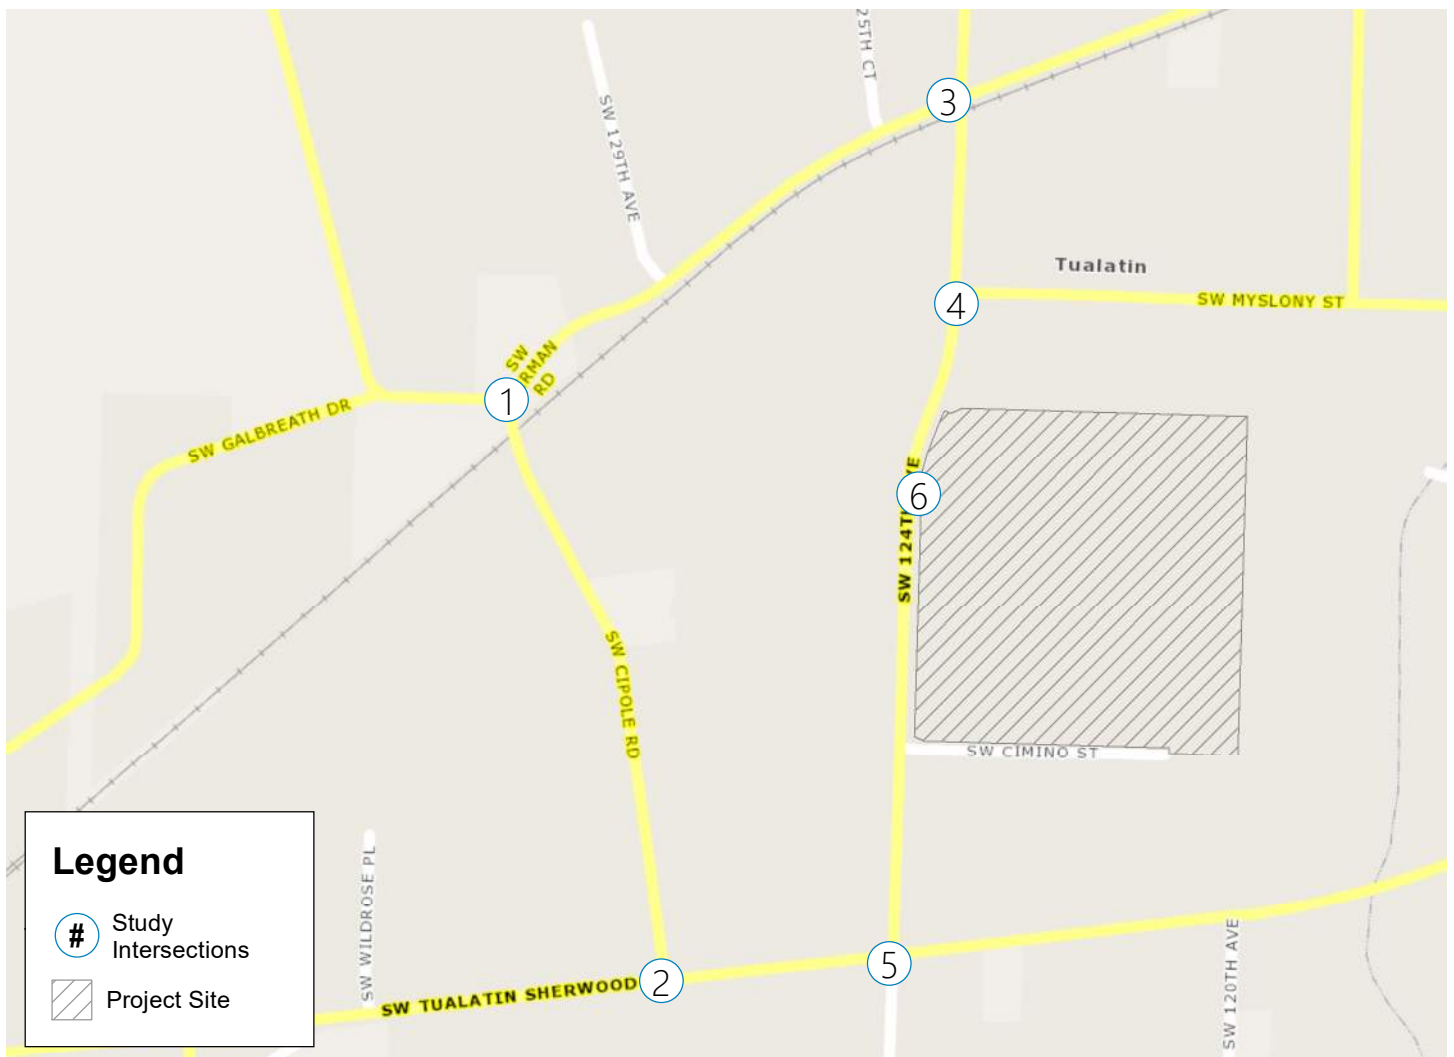 25TH CT
3
SW 129TH AVE
Tualatin
4
SW MYSLONY ST
SW
RMAN
RD
1
SW GALBREATH DR
6
SW 124TH
VE
SW CIPOLE RD
SW CIMINO ST
Legend
# Study
Intersections
Project Site
SW WILDROSE PL
SW TUALATIN SHERWOOD
2
5
SW 120TH AVE